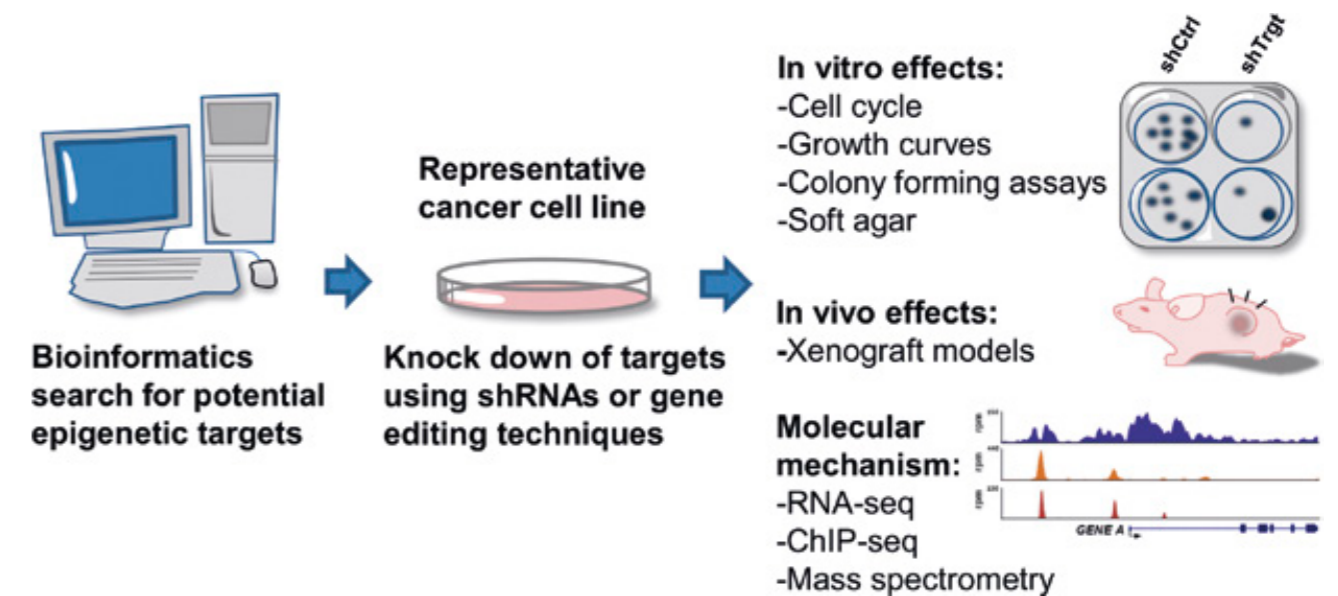 Bioinformatics
search for potential
epigenetic targets
Representative
cancer cell line
Knock down of targets
using shRNAs or gene
editing techniques
In vitro effects:
-Cell cycle
-Growth curves
-Colony forming assays
-Soft agar
shCtrl
shTrgt
In vivo effects:
-Xenograft models
Molecular
mechanism:
-RNA-seq
-ChIP-seq
-Mass spectrometry
GENE A